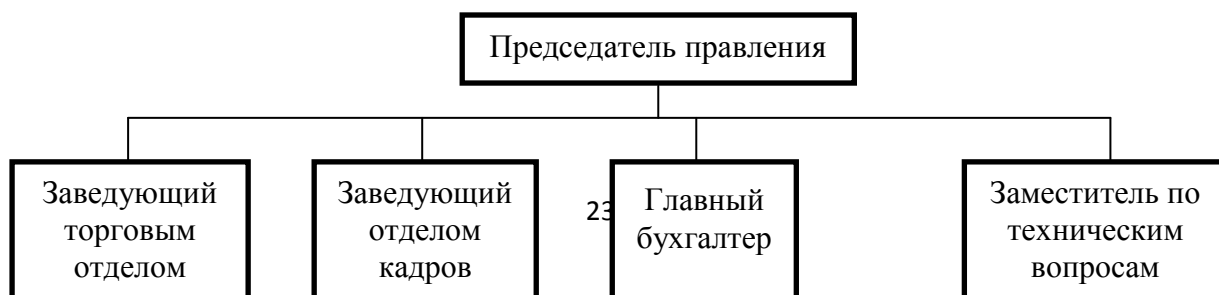 Председатель правления
Заведующий
торговым
отделом
Заведующий
отделом
кадров
23
Главный
бухгалтер
Заместитель по
техническим
вопросам